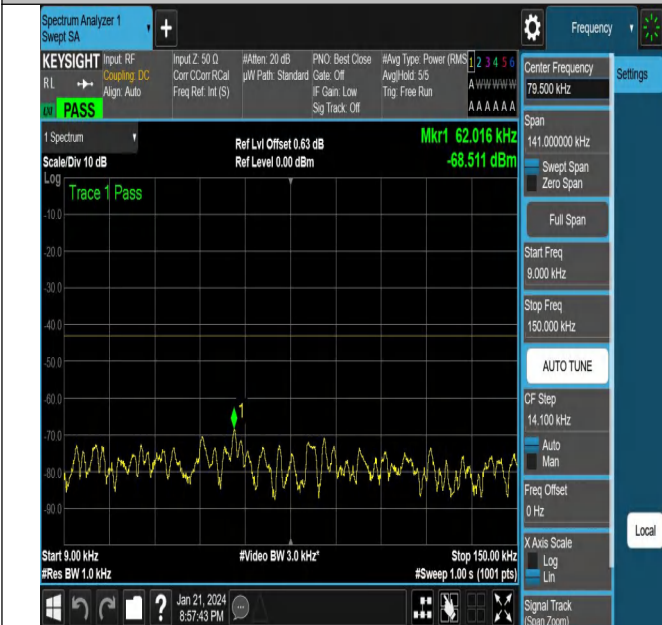 Spectrum Analyzer 1
Swept SA
+
Frequency
KEYSIGHT
Input: RF
Coupling: DC
Align: Auto
Input Z: 50 Ω
Corr CCorr RCal
Freq Ref: Int (S)
#Atten: 20 dB
µW Path: Standard
PNO: Best Close
Gate: Off
IF Gain: Low
Sig Track: Off
#Avg Type: Power (RMS
Avg|Hold: 5/5
Trig: Free Run
1 2 3 4 5 6
A W W W W W
A A A A A A
R L
PASS
1 Spectrum
Scale/Div 10 dB
Ref Lvl Offset 0.63 dB
Ref Level 0.00 dBm
Mkr1 62.016 kHz
-68.511 dBm
Log
Trace 1 Pass
-10.0
-20.0
-30.0
-40.0
-50.0
-60.0
-70.0
-80.0
-90.0
1
Start 9.00 kHz
#Res BW 1.0 kHz
#Video BW 3.0 kHz*
Stop 150.00 kHz
#Sweep 1.00 s (1001 pts)
?
Jan 21, 2024
8:57:43 PM
Center Frequency
79.500 kHz
Settings
Span
141.000000 kHz
Swept Span
Zero Span
Full Span
Start Freq
9.000 kHz
Stop Freq
150.000 kHz
AUTO TUNE
CF Step
14.100 kHz
Auto
Man
Freq Offset
0 Hz
X Axis Scale
Log
Lin
Local
Signal Track
(Span Zoom)